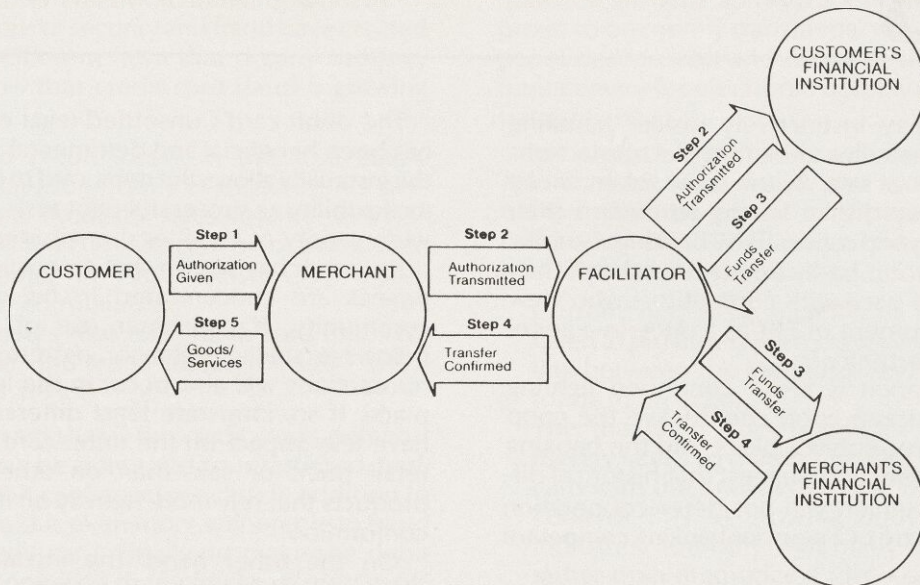 CUSTOMER'S
FINANCIAL
INSTITUTION
Step 2
Authorization
Transmitted
Step 3
Funds
Transfer
CUSTOMER
Step 1
Authorization
Given
MERCHANT
Step 2
Authorization
Transmitted
FACILITATOR
Step 5
Goods/
Services
Step 4
Transfer
Confirmed
Step 3
Funds
Transfer
Step 4
Transfer
Confirmed
MERCHANT'S
FINANCIAL
INSTITUTION